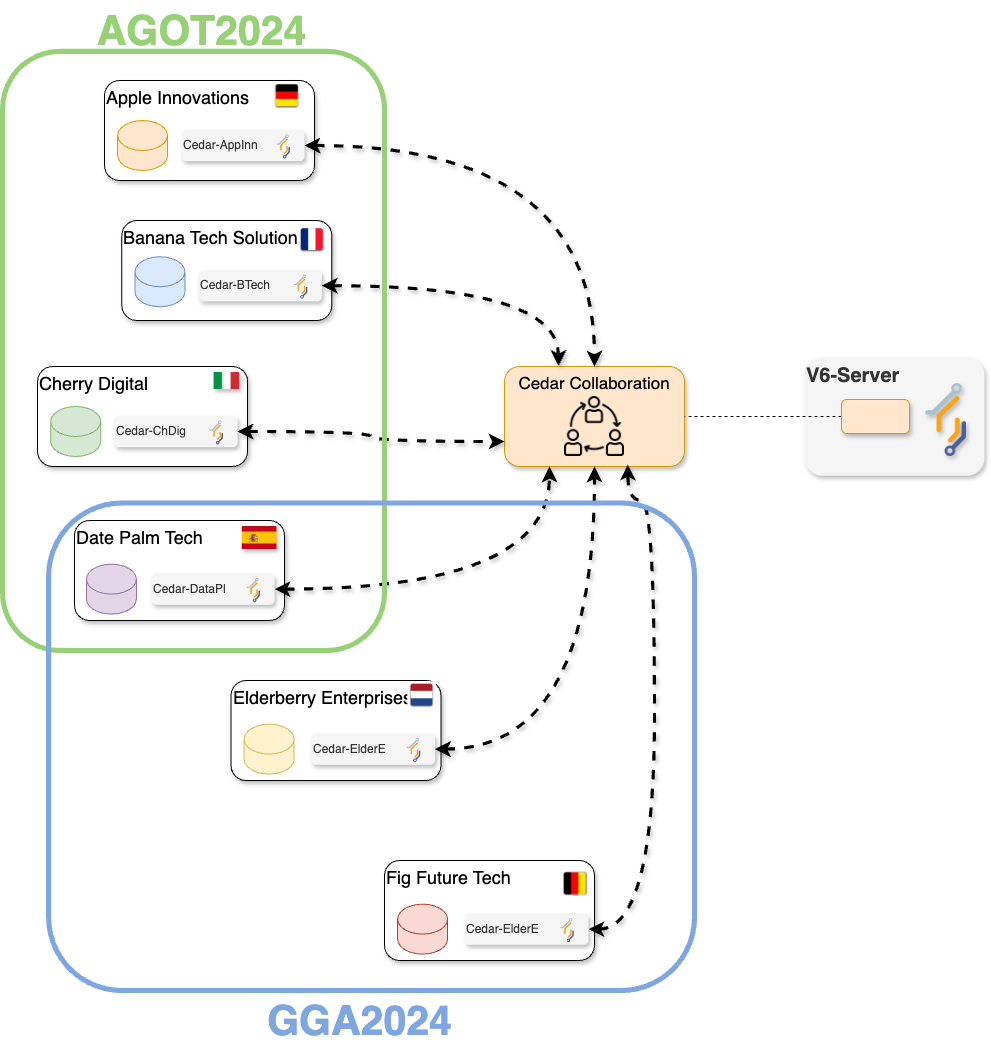 AGOT2024
Apple Innovations
Cedar-AppInn
Banana Tech Solution
Cedar-BTech
Cherry Digital
Cedar-ChDig
Cedar Collaboration
V6-Server
Date Palm Tech
Cedar-DataPl
Elderberry Enterprises
Cedar-ElderE
Fig Future Tech
Cedar-ElderE
GGA2024